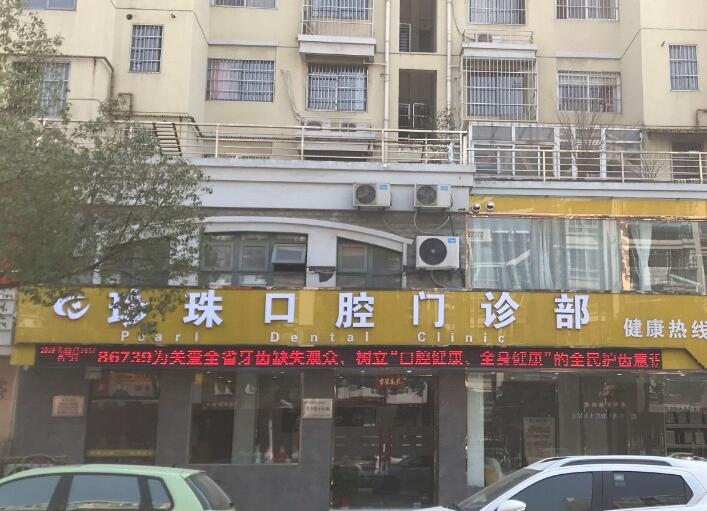 珍珠口腔门诊部
健康热线
Pearl Dental Clinic
86739为关爱全省牙齿缺失观众、树立“口腔健康、全身健康”的全民护齿意识